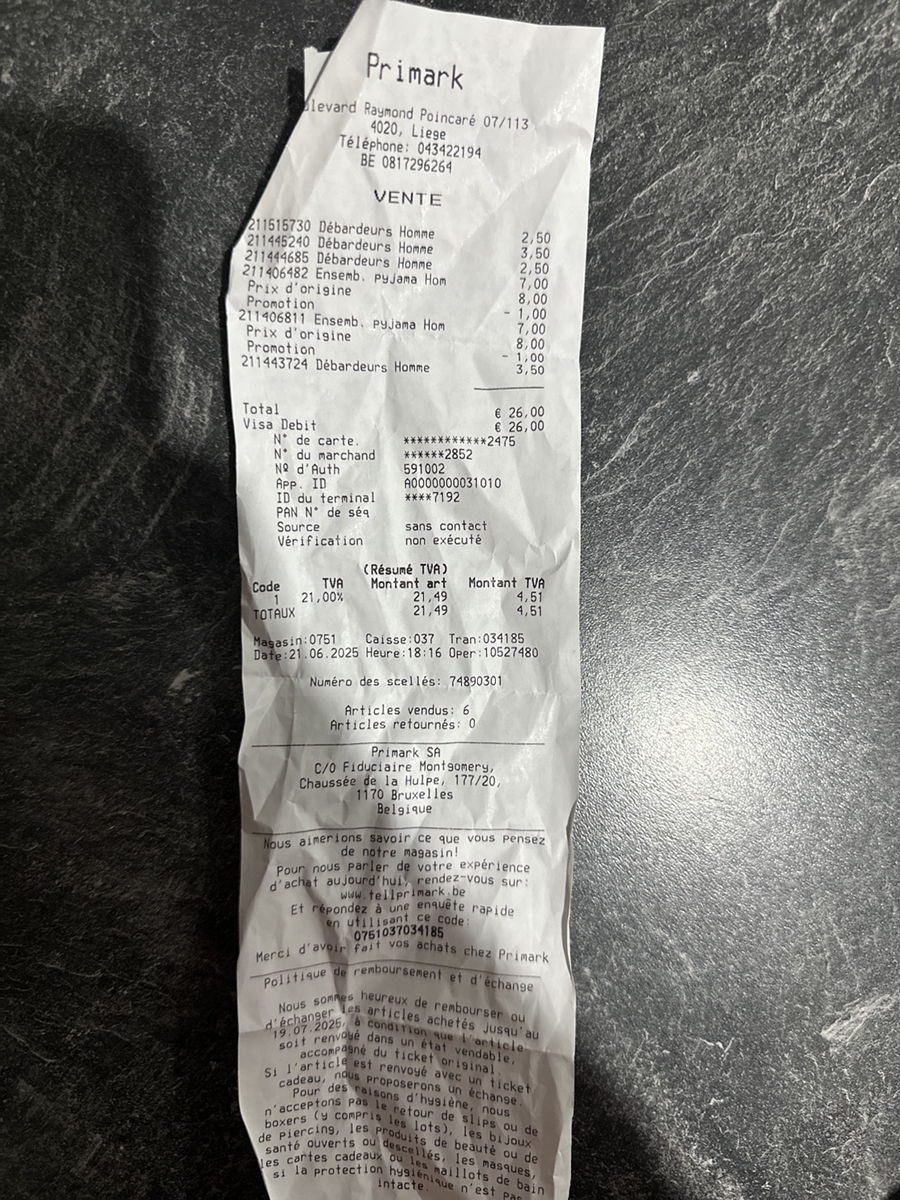 Primark
levard Raymond Poincaré 07/113
4020, Liege
Téléphone: 043422194
BE 0817296264
VENTE
211515730 Débardeurs Homme 2,50
211445240 Débardeurs Homme 3,50
211444685 Débardeurs Homme 2,50
211406482 Ensemb. pyjama Hom 7,00
Prix d'origine 8,00
Promotion - 1,00
211406811 Ensemb. pyjama Hom 7,00
Prix d'origine 8,00
Promotion - 1,00
211443724 Débardeurs Homme 3,50
Total € 26,00
Visa Debit € 26,00
N° de carte. ************2475
N° du marchand ******2852
Nº d'Auth 591002
App. ID A0000000031010
ID du terminal ****7192
PAN N° de séq
Source sans contact
Vérification non exécuté
(Résumé TVA)
Code TVA Montant art Montant TVA
1 21,00% 21,49 4,51
TOTAUX 21,49 4,51
Magasin:0751 Caisse:037 Tran:034185
Date:21.06.2025 Heure:18:16 Oper:10527480
Numéro des scellés: 74890301
Articles vendus: 6
Articles retournés: 0
Primark SA
C/O Fiduciaire Montgomery,
Chaussée de la Hulpe, 177/20,
1170 Bruxelles
Belgique
Nous aimerions savoir ce que vous pensez
de notre magasin!
Pour nous parler de votre expérience
d'achat aujourd'hui, rendez-vous sur:
www.tellprimark.be
Et répondez à une enquête rapide
en utilisant ce code:
0751037034185
Merci d'avoir fait vos achats chez Primark
Politique de remboursement et d'échange
Nous sommes heureux de rembourser ou
d'échanger les articles achetés jusqu'au
19.07.2025, à condition que l'article
soit renvoyé dans un état vendable,
accompagné du ticket original.
Si l'article est renvoyé avec un ticket
cadeau, nous proposerons un échange.
Pour des raisons d'hygiène, nous
n'acceptons pas le retour de slips ou de
boxers (y compris les lots), les bijoux
de piercing, les produits de beauté ou de
santé ouverts ou descellés, les masques,
les cartes cadeaux ou les maillots de bain
si la protection hygiénique n'est pas
intacte.